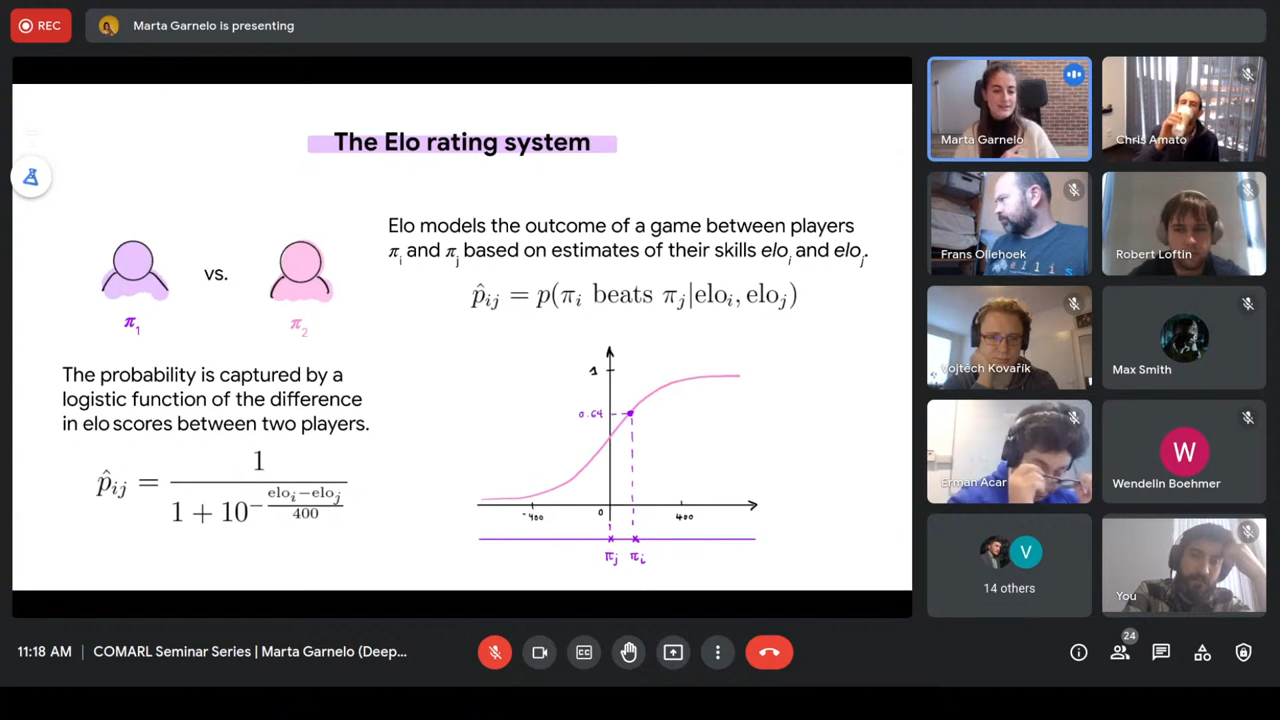 REC
Marta Garnelo is presenting
The Elo rating system
π1
vs.
π2
The probability is captured by a
logistic function of the difference
in elo scores between two players.
p̂ij = 1 / (1 + 10^−(eloi−eloj)/400)
Elo models the outcome of a game between players
πi and πj based on estimates of their skills eloi and eloj.
p̂ij = p(πi beats πj|eloi, eloj)
1
0.64
-400
0
400
πj πi
Marta Garnelo
Chris Amato
Frans Oliehoek
Robert Loftin
Vojtěch Kovařík
Max Smith
Erman Acar
W
Wendelin Boehmer
V
14 others
You
11:18 AM | COMARL Seminar Series | Marta Garnelo (Deep...
24